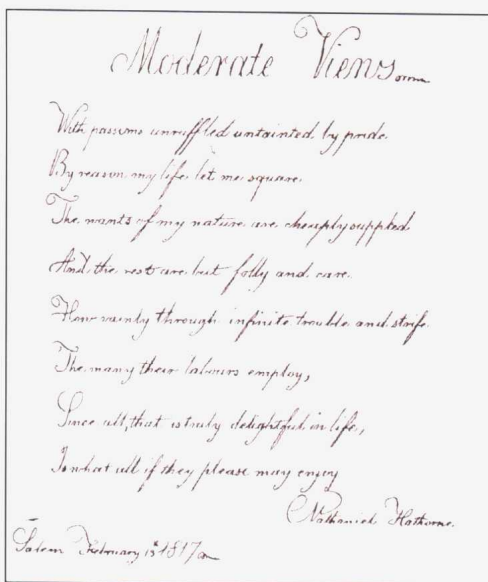 Moderate Views
With passions unruffled untainted by pride
By reason my life let me square
The wants of my nature are cheaply supplied
And the rest are but folly and care
How vainly through infinite trouble and strife
The many their labours employ,
Since all, that is truly delightful in life,
Is what all if they please may enjoy
Nathaniel Hathorne.
Salem February 13 1817